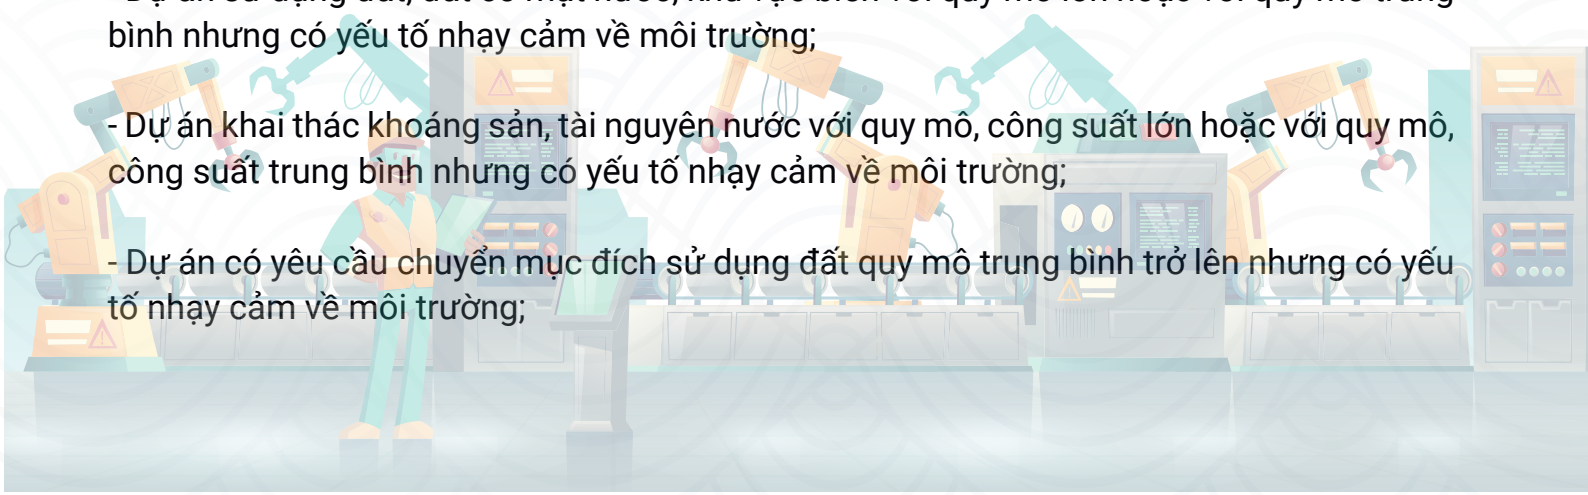 bình nhưng có yếu tố nhạy cảm về môi trường;
- Dự án khai thác khoáng sản, tài nguyên nước với quy mô, công suất lớn hoặc với quy mô,
công suất trung bình nhưng có yếu tố nhạy cảm về môi trường;
- Dự án có yêu cầu chuyển mục đích sử dụng đất quy mô trung bình trở lên nhưng có yếu
tố nhạy cảm về môi trường;